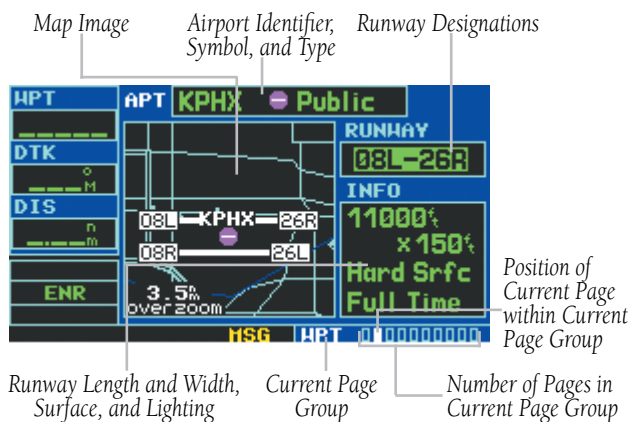 Map Image
Airport Identifier,
Symbol, and Type
Runway Designations
WPT
APT KPHX Public
_ _ _ _ _
RUNWAY
DTK
08L-26R
_ _ _°M
INFO
DIS
11000ft
x 150ft
08L KPHX 26R
_ _._ nm
08R 26L
Hard Srfc
ENR
3.5nm
overzoom
Full Time
MSG WPT
Position of
Current Page
within Current
Page Group
Runway Length and Width,
Surface, and Lighting
Current Page
Group
Number of Pages in
Current Page Group